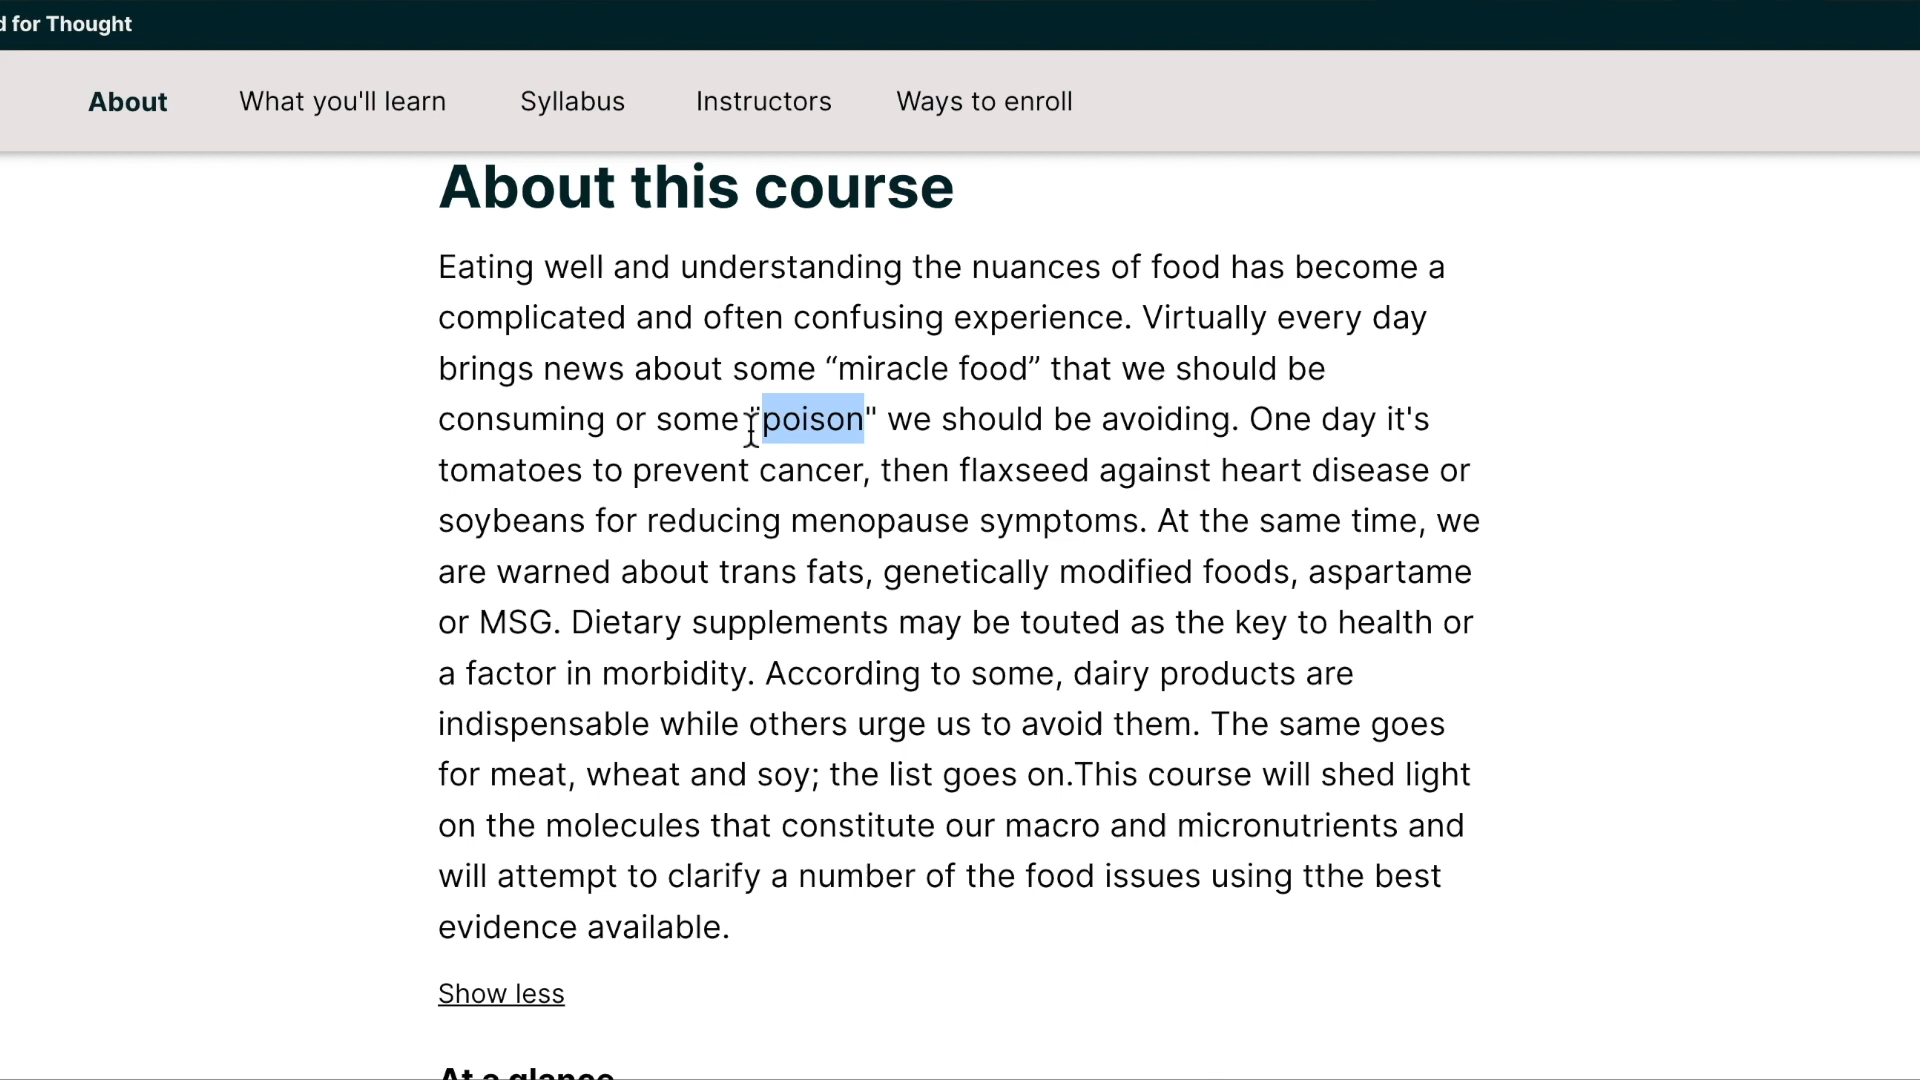 d for Thought
About What you'll learn Syllabus Instructors Ways to enroll
About this course
Eating well and understanding the nuances of food has become a
complicated and often confusing experience. Virtually every day
brings news about some “miracle food” that we should be
consuming or some "poison" we should be avoiding. One day it's
tomatoes to prevent cancer, then flaxseed against heart disease or
soybeans for reducing menopause symptoms. At the same time, we
are warned about trans fats, genetically modified foods, aspartame
or MSG. Dietary supplements may be touted as the key to health or
a factor in morbidity. According to some, dairy products are
indispensable while others urge us to avoid them. The same goes
for meat, wheat and soy; the list goes on.This course will shed light
on the molecules that constitute our macro and micronutrients and
will attempt to clarify a number of the food issues using tthe best
evidence available.
Show less
At a glance